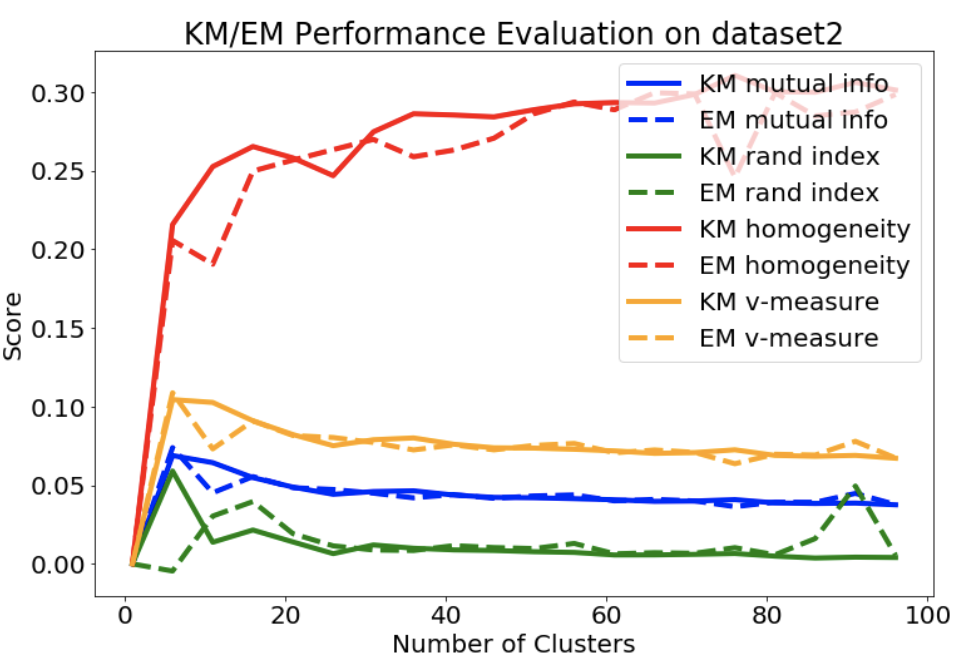 KM/EM Performance Evaluation on dataset2
KM mutual info
EM mutual info
KM rand index
EM rand index
KM homogeneity
EM homogeneity
KM v-measure
EM v-measure
Score
0.30
0.25
0.20
0.15
0.10
0.05
0.00
0
20
40
60
80
100
Number of Clusters